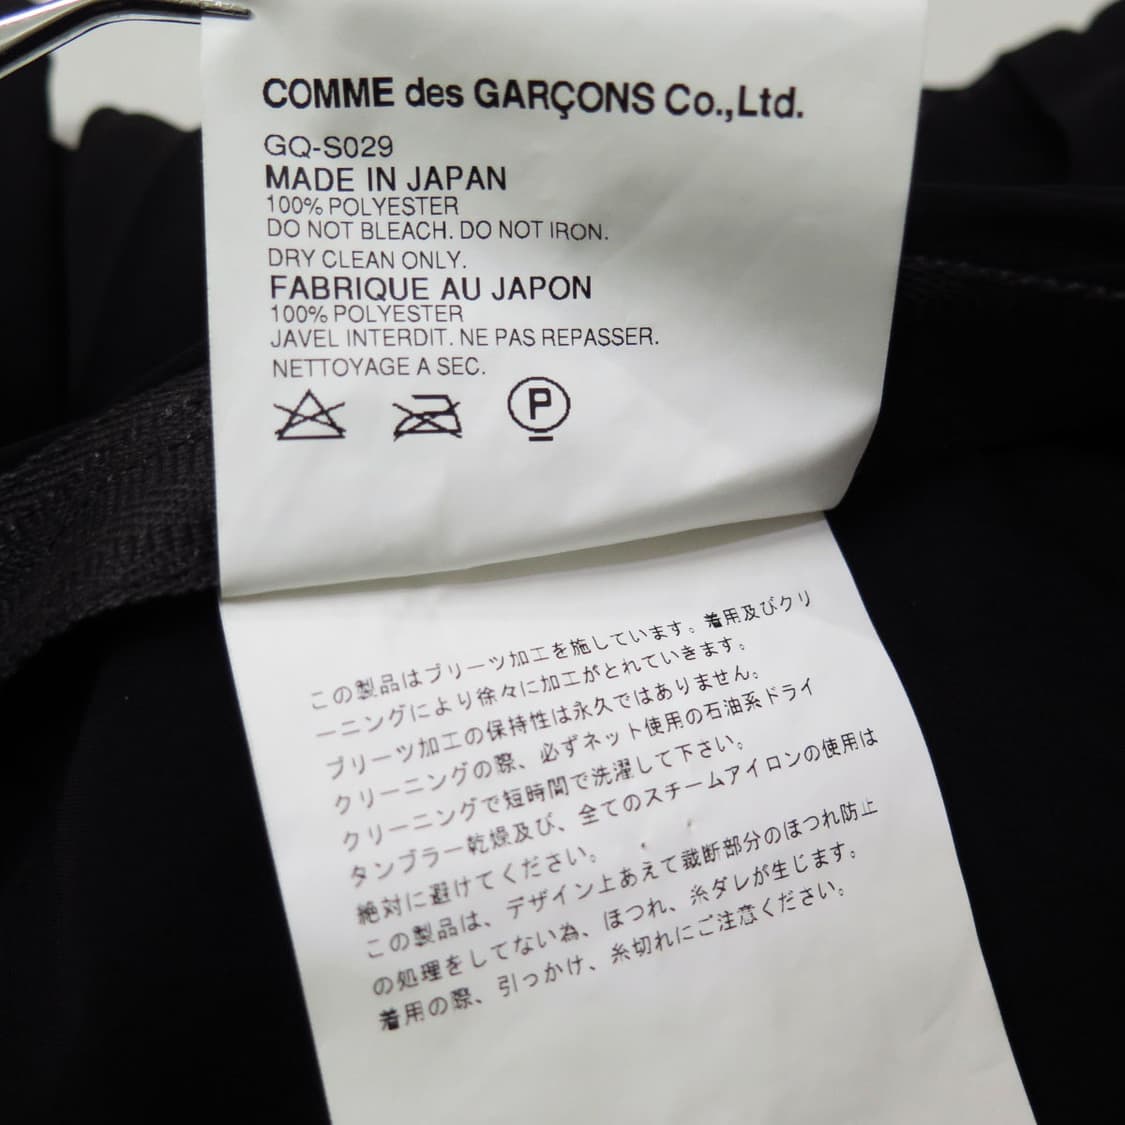 COMME des GARÇONS Co.,Ltd.
GQ-S029
MADE IN JAPAN
100% POLYESTER
DO NOT BLEACH. DO NOT IRON.
DRY CLEAN ONLY.
FABRIQUE AU JAPON
100% POLYESTER
JAVEL INTERDIT. NE PAS REPASSER.
NETTOYAGE A SEC.
P
この製品はプリーツ加工を施しています。着用及びクリ
ーニングにより徐々に加工がとれていきます。
プリーツ加工の保持性は永久ではありません。
クリーニングの際、必ずネット使用の石油系ドライ
クリーニングで短時間で洗濯して下さい。
タンブラー乾燥及び、全てのスチームアイロンの使用は
絶対に避けてください。
この製品は、デザイン上あえて裁断部分のほつれ防止
の処理をしてない為、ほつれ、糸ダレが生じます。
着用の際、引っかけ、糸切れにご注意ください。